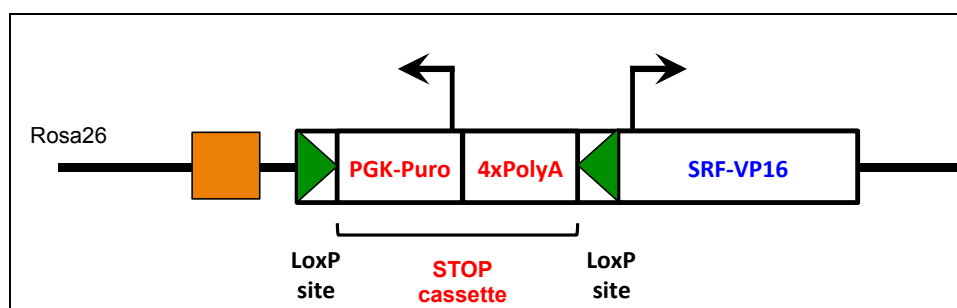 Rosa26
PGK-Puro
4xPolyA
SRF-VP16
LoxP
site
STOP
cassette
LoxP
site